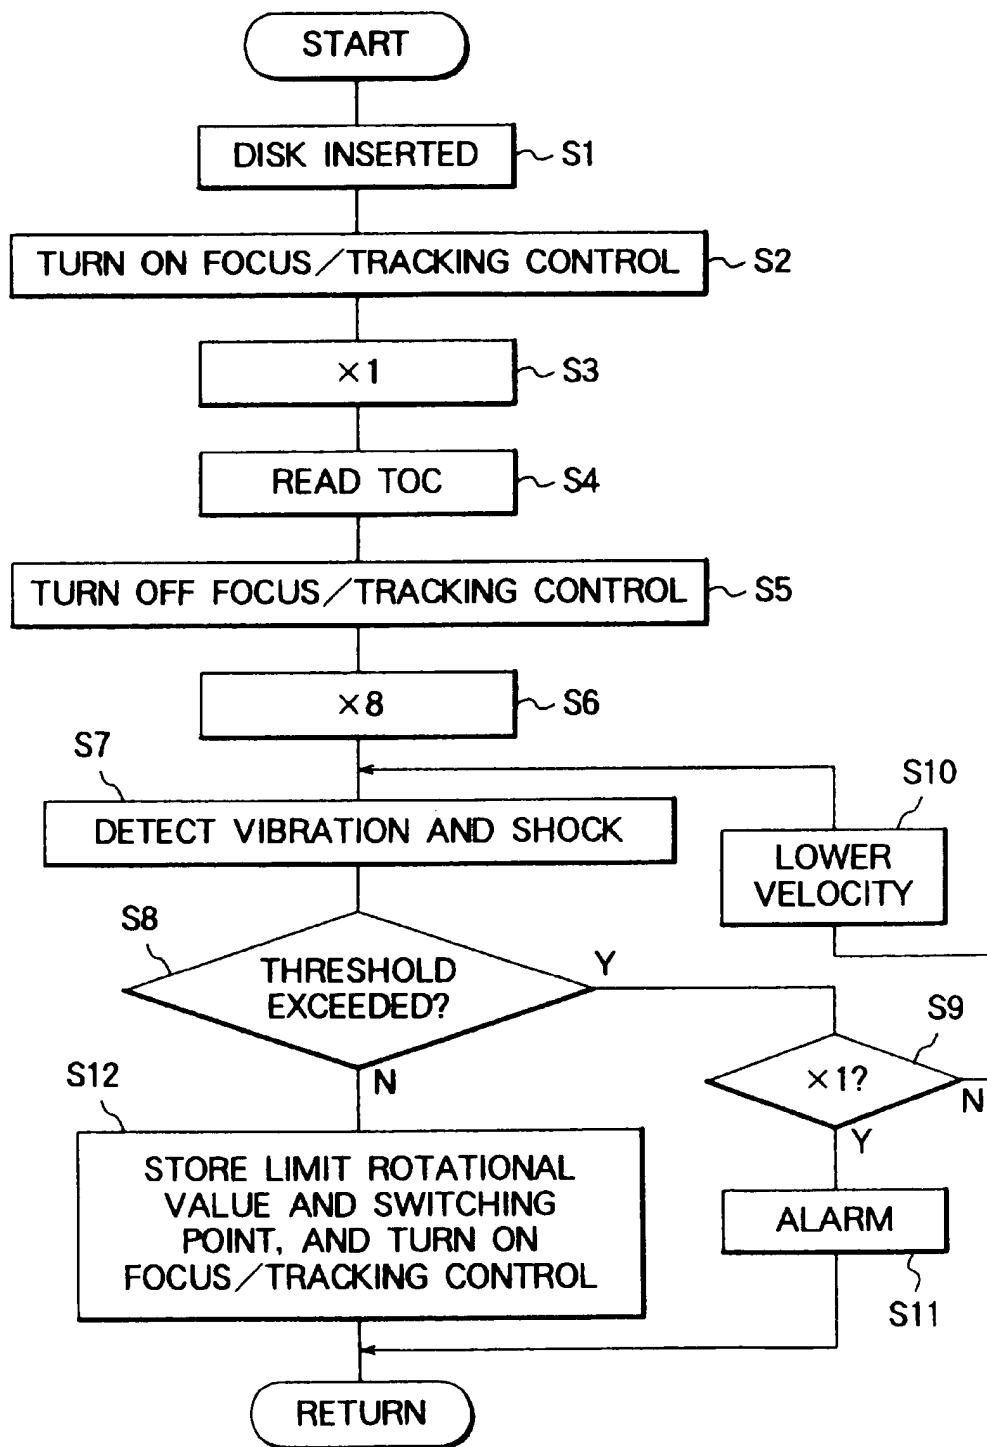 START
DISK INSERTED
S1
TURN ON FOCUS/TRACKING CONTROL
S2
×1
S3
READ TOC
S4
TURN OFF FOCUS/TRACKING CONTROL
S5
×8
S6
S7
DETECT VIBRATION AND SHOCK
S10
LOWER
VELOCITY
S8
THRESHOLD
EXCEEDED?
Y
N
S9
×1?
N
Y
S12
STORE LIMIT ROTATIONAL
VALUE AND SWITCHING
POINT, AND TURN ON
FOCUS/TRACKING CONTROL
ALARM
S11
RETURN